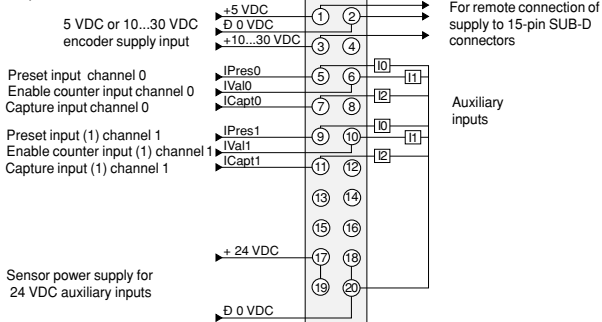 +5 VDC
Ð 0 VDC
+10...30 VDC
5 VDC or 10...30 VDC
encoder supply input
1 2
3 4
For remote connection of
supply to 15-pin SUB-D
connectors
Preset input channel 0
Enable counter input channel 0
Capture input channel 0
IPres0
IVal0
ICapt0
5 6
7 8
I0
I1
I2
Auxiliary
inputs
Preset input (1) channel 1
Enable counter input (1) channel 1
Capture input (1) channel 1
IPres1
IVal1
ICapt1
9 10
11 12
I0
I1
I2
13 14
15 16
+ 24 VDC
17 18
Sensor power supply for
24 VDC auxiliary inputs
19 20
Ð 0 VDC